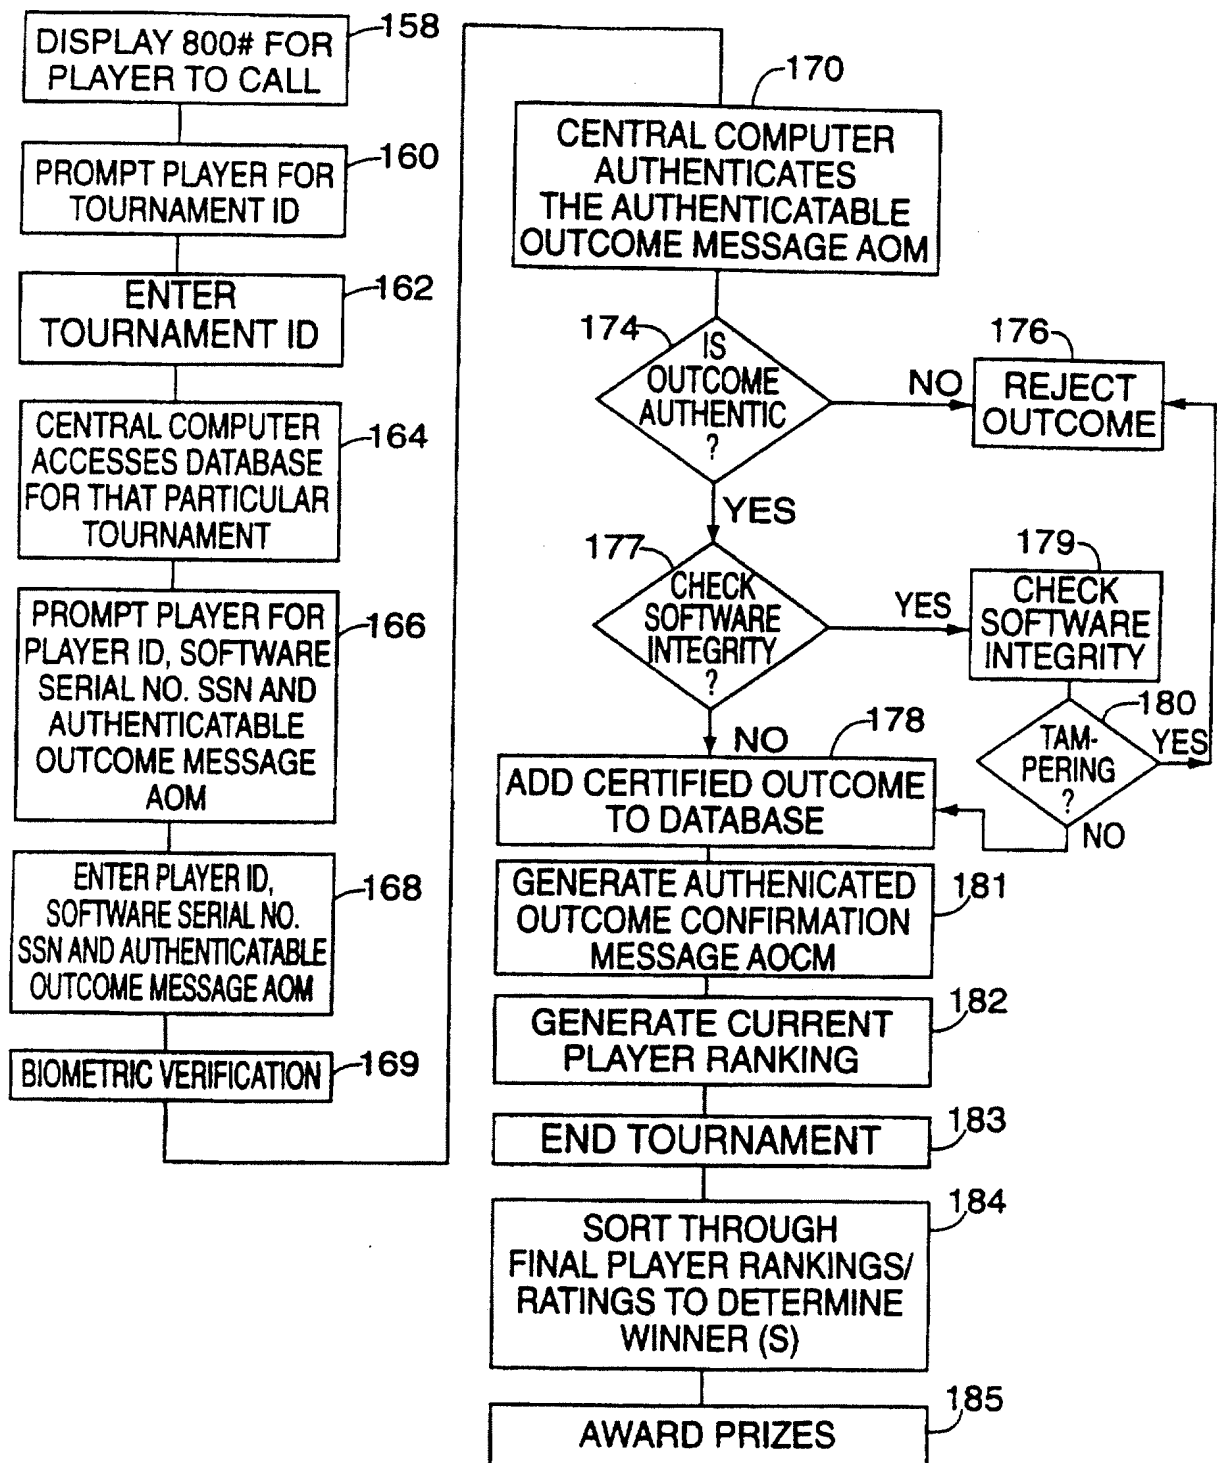 DISPLAY 800# FOR
PLAYER TO CALL
158
PROMPT PLAYER FOR
TOURNAMENT ID
160
ENTER
TOURNAMENT ID
162
CENTRAL COMPUTER
ACCESSES DATABASE
FOR THAT PARTICULAR
TOURNAMENT
164
PROMPT PLAYER FOR
PLAYER ID, SOFTWARE
SERIAL NO. SSN AND
AUTHENTICATABLE
OUTCOME MESSAGE
AOM
166
ENTER PLAYER ID,
SOFTWARE SERIAL NO.
SSN AND AUTHENTICATABLE
OUTCOME MESSAGE AOM
168
BIOMETRIC VERIFICATION
169
170
CENTRAL COMPUTER
AUTHENTICATES
THE AUTHENTICATABLE
OUTCOME MESSAGE AOM
174
IS
OUTCOME
AUTHENTIC
?
NO
176
REJECT
OUTCOME
YES
177
CHECK
SOFTWARE
INTEGRITY
?
YES
179
CHECK
SOFTWARE
INTEGRITY
180
TAM-
PERING
?
YES
NO
NO
178
ADD CERTIFIED OUTCOME
TO DATABASE
GENERATE AUTHENICATED
OUTCOME CONFIRMATION
MESSAGE AOCM
181
GENERATE CURRENT
PLAYER RANKING
182
END TOURNAMENT
183
SORT THROUGH
FINAL PLAYER RANKINGS/
RATINGS TO DETERMINE
WINNER (S)
184
AWARD PRIZES
185